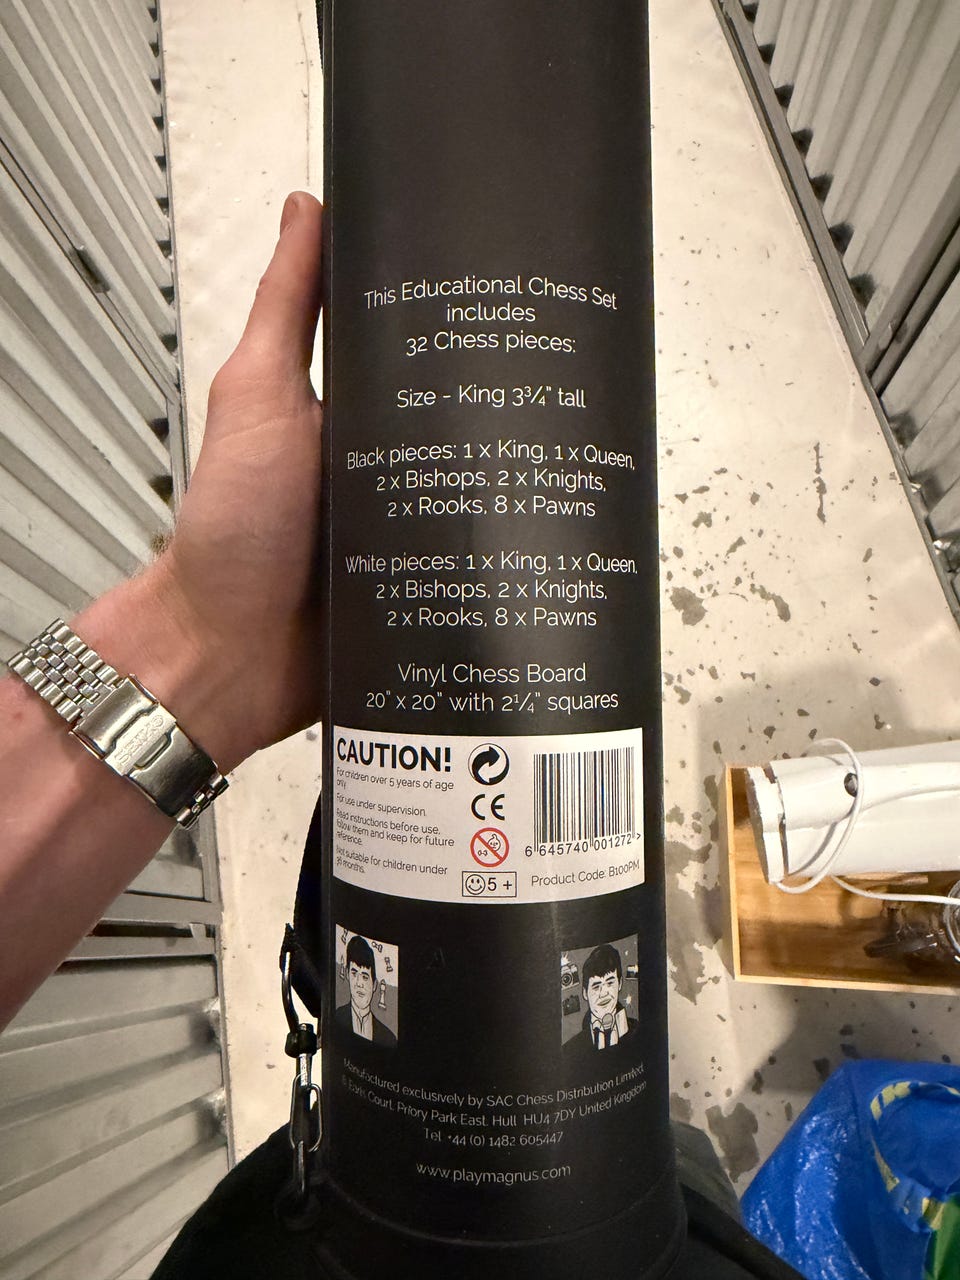 This Educational Chess Set
includes
32 Chess pieces:
Size - King 3¾" tall
Black pieces: 1 x King, 1 x Queen,
2 x Bishops, 2 x Knights,
2 x Rooks, 8 x Pawns
White pieces: 1 x King, 1 x Queen,
2 x Bishops, 2 x Knights,
2 x Rooks, 8 x Pawns
Vinyl Chess Board
20" x 20" with 2¼" squares
CAUTION!
For children over 5 years of age
only.
For use under supervision.
Read instructions before use,
follow them and keep for future
reference.
Not suitable for children under
36 months.
CE
0-3
5 +
6 645740 001272 >
Product Code: B100PM
Manufactured exclusively by SAC Chess Distribution Limited
Earls Court, Priory Park East, Hull HU4 7DY United Kingdom
Tel +44 (0) 1482 605447
www.playmagnus.com